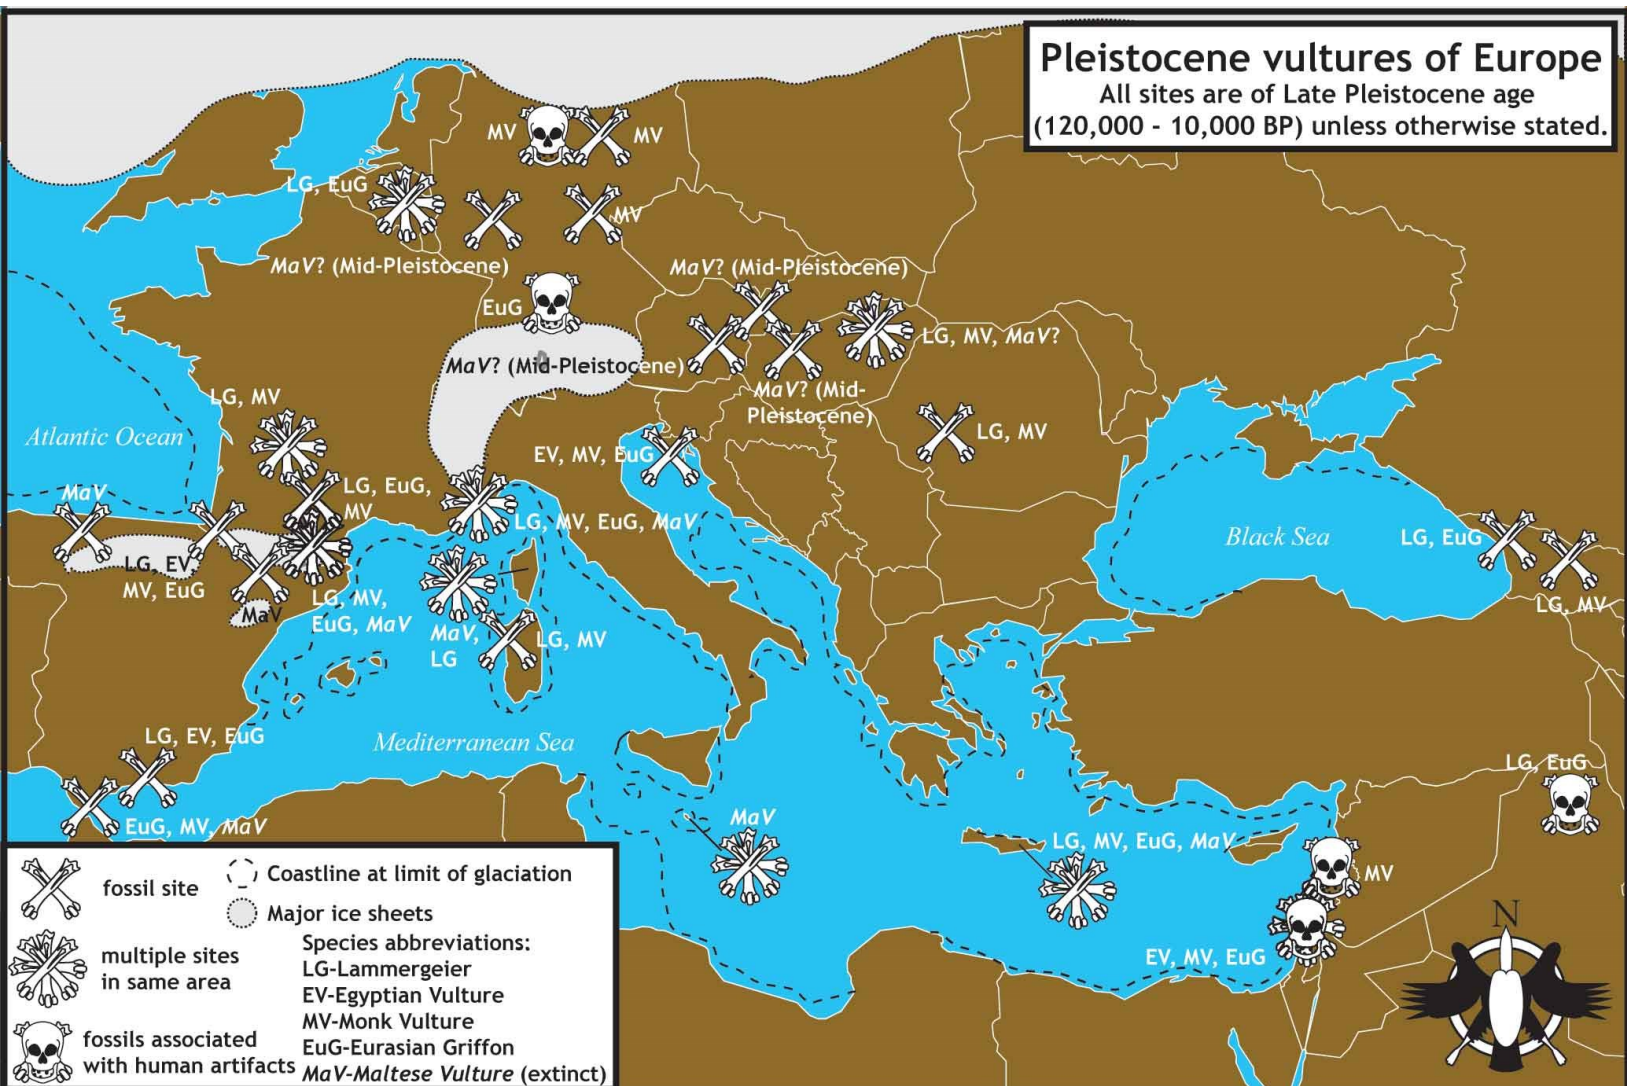 Pleistocene vultures of Europe
All sites are of Late Pleistocene age
(120,000 - 10,000 BP) unless otherwise stated.
MV
MV
LG, EuG
MV
MaV? (Mid-Pleistocene)
MaV? (Mid-Pleistocene)
EuG
LG, MV, MaV?
MaV? (Mid-Pleistocene)
MaV? (Mid-
Pleistocene)
LG, MV
Atlantic Ocean
LG, MV
EV, MV, EuG
MaV
LG, EuG,
MV
LG, MV, EuG, MaV
Black Sea
LG, EuG
LG, EV,
MV, EuG
MaV
LG, MV,
EuG, MaV
MaV,
LG
LG, MV
LG, MV
LG, EV, EuG
Mediterranean Sea
LG, EuG
EuG, MV, MaV
MaV
LG, MV, EuG, MaV
MV
EV, MV, EuG
N
fossil site
Coastline at limit of glaciation
Major ice sheets
multiple sites
in same area
fossils associated
with human artifacts
Species abbreviations:
LG-Lammergeier
EV-Egyptian Vulture
MV-Monk Vulture
EuG-Eurasian Griffon
MaV-Maltese Vulture (extinct)